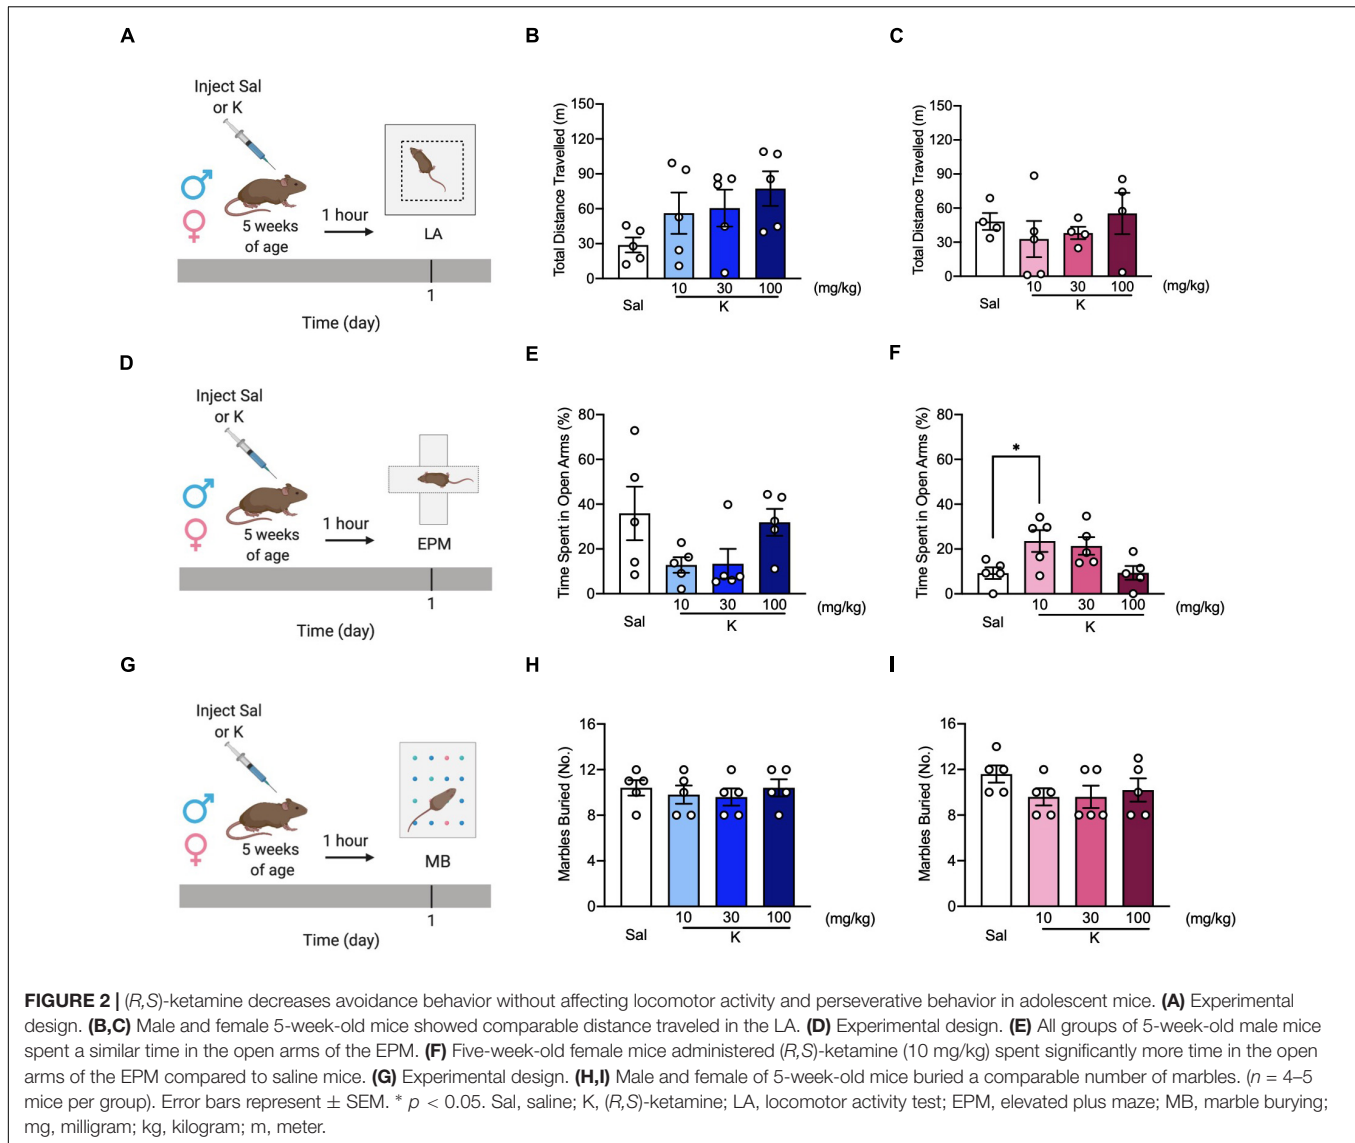 A
Inject Sal
or K
5 weeks
of age
1 hour
LA
1
Time (day)
B
Total Distance Travelled (m)
150
120
90
60
30
0
Sal
10
30
100
(mg/kg)
K
C
Total Distance Travelled (m)
150
120
90
60
30
0
Sal
10
30
100
(mg/kg)
K
D
Inject Sal
or K
5 weeks
of age
1 hour
EPM
1
Time (day)
E
Time Spent in Open Arms (%)
80
60
40
20
0
Sal
10
30
100
(mg/kg)
K
F
Time Spent in Open Arms (%)
80
60
40
20
0
*
Sal
10
30
100
(mg/kg)
K
G
Inject Sal
or K
5 weeks
of age
1 hour
MB
1
Time (day)
H
Marbles Buried (No.)
16
12
8
4
0
Sal
10
30
100
(mg/kg)
K
I
Marbles Buried (No.)
16
12
8
4
0
Sal
10
30
100
(mg/kg)
K
FIGURE 2 | (R,S)-ketamine decreases avoidance behavior without affecting locomotor activity and perseverative behavior in adolescent mice. (A) Experimental
design. (B,C) Male and female 5-week-old mice showed comparable distance traveled in the LA. (D) Experimental design. (E) All groups of 5-week-old male mice
spent a similar time in the open arms of the EPM. (F) Five-week-old female mice administered (R,S)-ketamine (10 mg/kg) spent significantly more time in the open
arms of the EPM compared to saline mice. (G) Experimental design. (H,I) Male and female of 5-week-old mice buried a comparable number of marbles. (n = 4–5
mice per group). Error bars represent ± SEM. * p < 0.05. Sal, saline; K, (R,S)-ketamine; LA, locomotor activity test; EPM, elevated plus maze; MB, marble burying;
mg, milligram; kg, kilogram; m, meter.